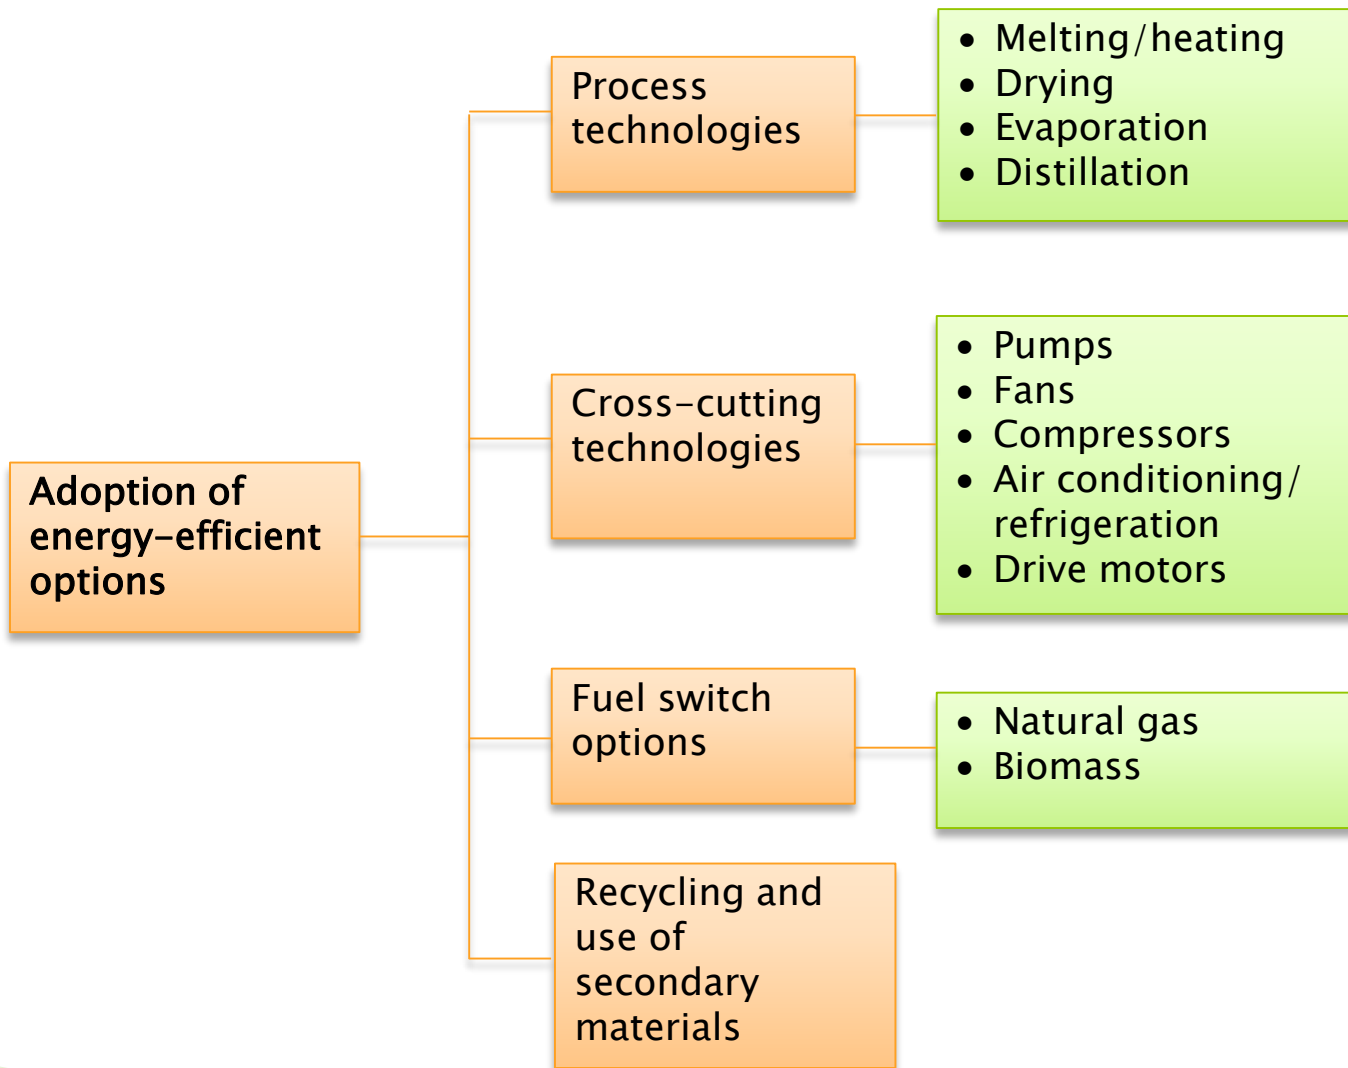 Process
technologies
• Melting/heating
• Drying
• Evaporation
• Distillation
Cross-cutting
technologies
• Pumps
• Fans
• Compressors
• Air conditioning/
refrigeration
• Drive motors
Adoption of
energy-efficient
options
Fuel switch
options
• Natural gas
• Biomass
Recycling and
use of
secondary
materials